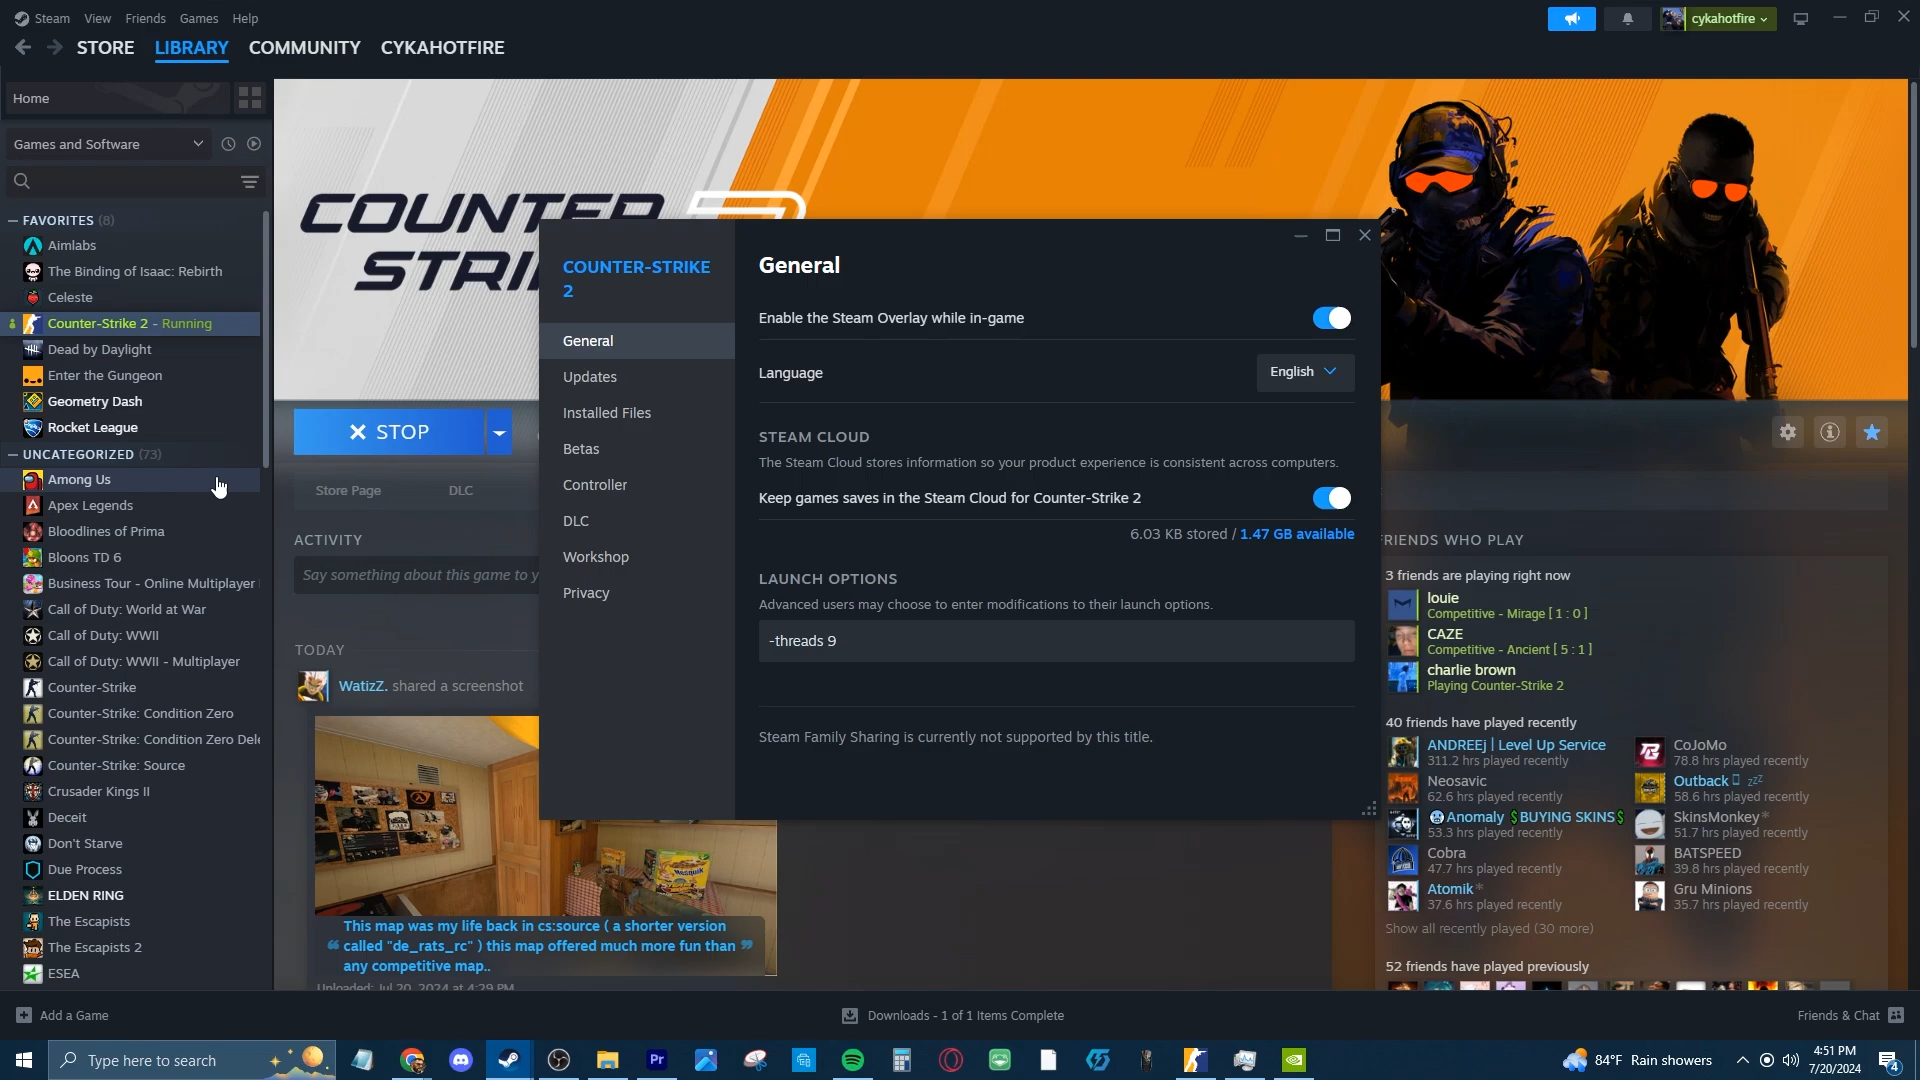 Steam View Friends Games Help
cykahotfire
STORE LIBRARY COMMUNITY CYKAHOTFIRE
Home
Games and Software
FAVORITES (8)
Aimlabs
The Binding of Isaac: Rebirth
Celeste
Counter-Strike 2 - Running
Dead by Daylight
Enter the Gungeon
Geometry Dash
Rocket League
UNCATEGORIZED (73)
Among Us
Apex Legends
Bloodlines of Prima
Bloons TD 6
Business Tour - Online Multiplayer
Call of Duty: World at War
Call of Duty: WWII
Call of Duty: WWII - Multiplayer
Counter-Strike
Counter-Strike: Condition Zero
Counter-Strike: Condition Zero Dele
Counter-Strike: Source
Crusader Kings II
Deceit
Don't Starve
Due Process
ELDEN RING
The Escapists
The Escapists 2
ESEA
COUNTER
STRI
STOP
Store Page DLC
ACTIVITY
Say something about this game to y
TODAY
WatizZ. shared a screenshot
This map was my life back in cs:source ( a shorter version
called "de_rats_rc" ) this map offered much more fun than
any competitive map..
Uploaded: Jul 20, 2024 at 4:29 PM
COUNTER-STRIKE
2
General
Updates
Installed Files
Betas
Controller
DLC
Workshop
Privacy
General
Enable the Steam Overlay while in-game
Language English
STEAM CLOUD
The Steam Cloud stores information so your product experience is consistent across computers.
Keep games saves in the Steam Cloud for Counter-Strike 2
6.03 KB stored / 1.47 GB available
LAUNCH OPTIONS
Advanced users may choose to enter modifications to their launch options.
-threads 9
Steam Family Sharing is currently not supported by this title.
FRIENDS WHO PLAY
3 friends are playing right now
louie
Competitive - Mirage [ 1 : 0 ]
CAZE
Competitive - Ancient [ 5 : 1 ]
charlie brown
Playing Counter-Strike 2
40 friends have played recently
ANDREEj | Level Up Service
311.2 hrs played recently
CoJoMo
78.8 hrs played recently
Neosavic
62.6 hrs played recently
Outback zzZ
58.6 hrs played recently
Anomaly $BUYING SKINS$
53.3 hrs played recently
SkinsMonkey*
51.7 hrs played recently
Cobra
47.7 hrs played recently
BATSPEED
39.8 hrs played recently
Atomik*
37.6 hrs played recently
Gru Minions
35.7 hrs played recently
Show all recently played (30 more)
52 friends have played previously
Add a Game
Downloads - 1 of 1 Items Complete
Friends & Chat
Type here to search
Pr
84°F Rain showers
4:51 PM
7/20/2024
4